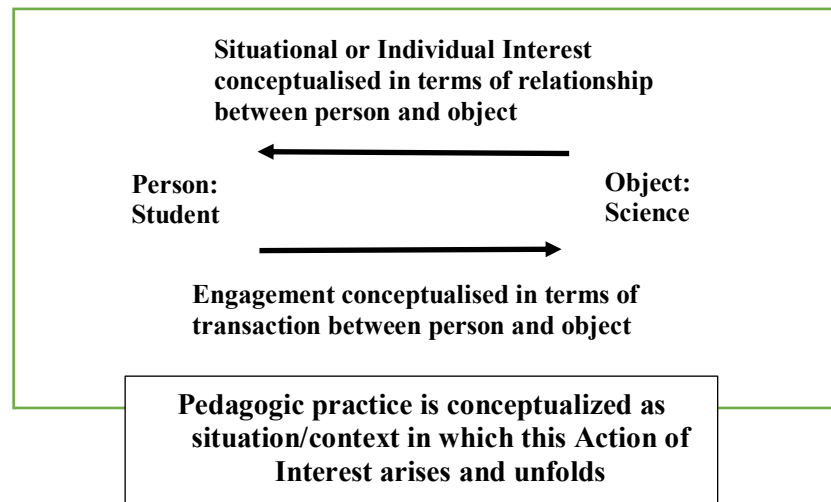 Situational or Individual Interest
conceptualised in terms of relationship
between person and object
Person:
Student
Object:
Science
Engagement conceptualised in terms of
transaction between person and object
Pedagogic practice is conceptualized as
situation/context in which this Action of
Interest arises and unfolds